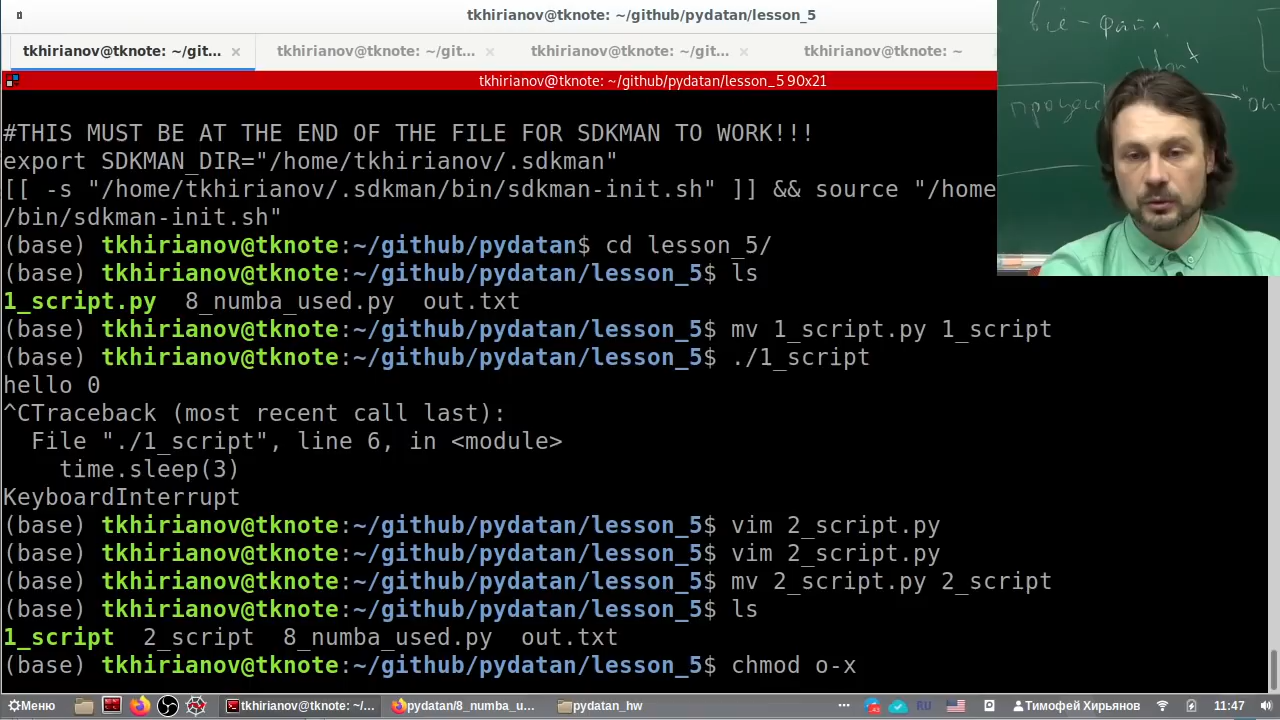 tkhirianov@tknote: ~/github/pydatan/lesson_5
tkhirianov@tknote: ~/git... × tkhirianov@tknote: ~/git... × tkhirianov@tknote: ~/git... × tkhirianov@tknote: ~
tkhirianov@tknote: ~/github/pydatan/lesson_5 90x21
всё - файл
процесс
#THIS MUST BE AT THE END OF THE FILE FOR SDKMAN TO WORK!!!
export SDKMAN_DIR="/home/tkhirianov/.sdkman"
[[ -s "/home/tkhirianov/.sdkman/bin/sdkman-init.sh" ]] && source "/home
/bin/sdkman-init.sh"
(base) tkhirianov@tknote:~/github/pydatan$ cd lesson_5/
(base) tkhirianov@tknote:~/github/pydatan/lesson_5$ ls
1_script.py 8_numba_used.py out.txt
(base) tkhirianov@tknote:~/github/pydatan/lesson_5$ mv 1_script.py 1_script
(base) tkhirianov@tknote:~/github/pydatan/lesson_5$ ./1_script
hello 0
^CTraceback (most recent call last):
File "./1_script", line 6, in <module>
time.sleep(3)
KeyboardInterrupt
(base) tkhirianov@tknote:~/github/pydatan/lesson_5$ vim 2_script.py
(base) tkhirianov@tknote:~/github/pydatan/lesson_5$ vim 2_script.py
(base) tkhirianov@tknote:~/github/pydatan/lesson_5$ mv 2_script.py 2_script
(base) tkhirianov@tknote:~/github/pydatan/lesson_5$ ls
1_script 2_script 8_numba_used.py out.txt
(base) tkhirianov@tknote:~/github/pydatan/lesson_5$ chmod o-x
Меню tkhirianov@tknote: ~/... pydatan/8_numba_u... pydatan_hw ... RU Тимофей Хирьянов 11:47